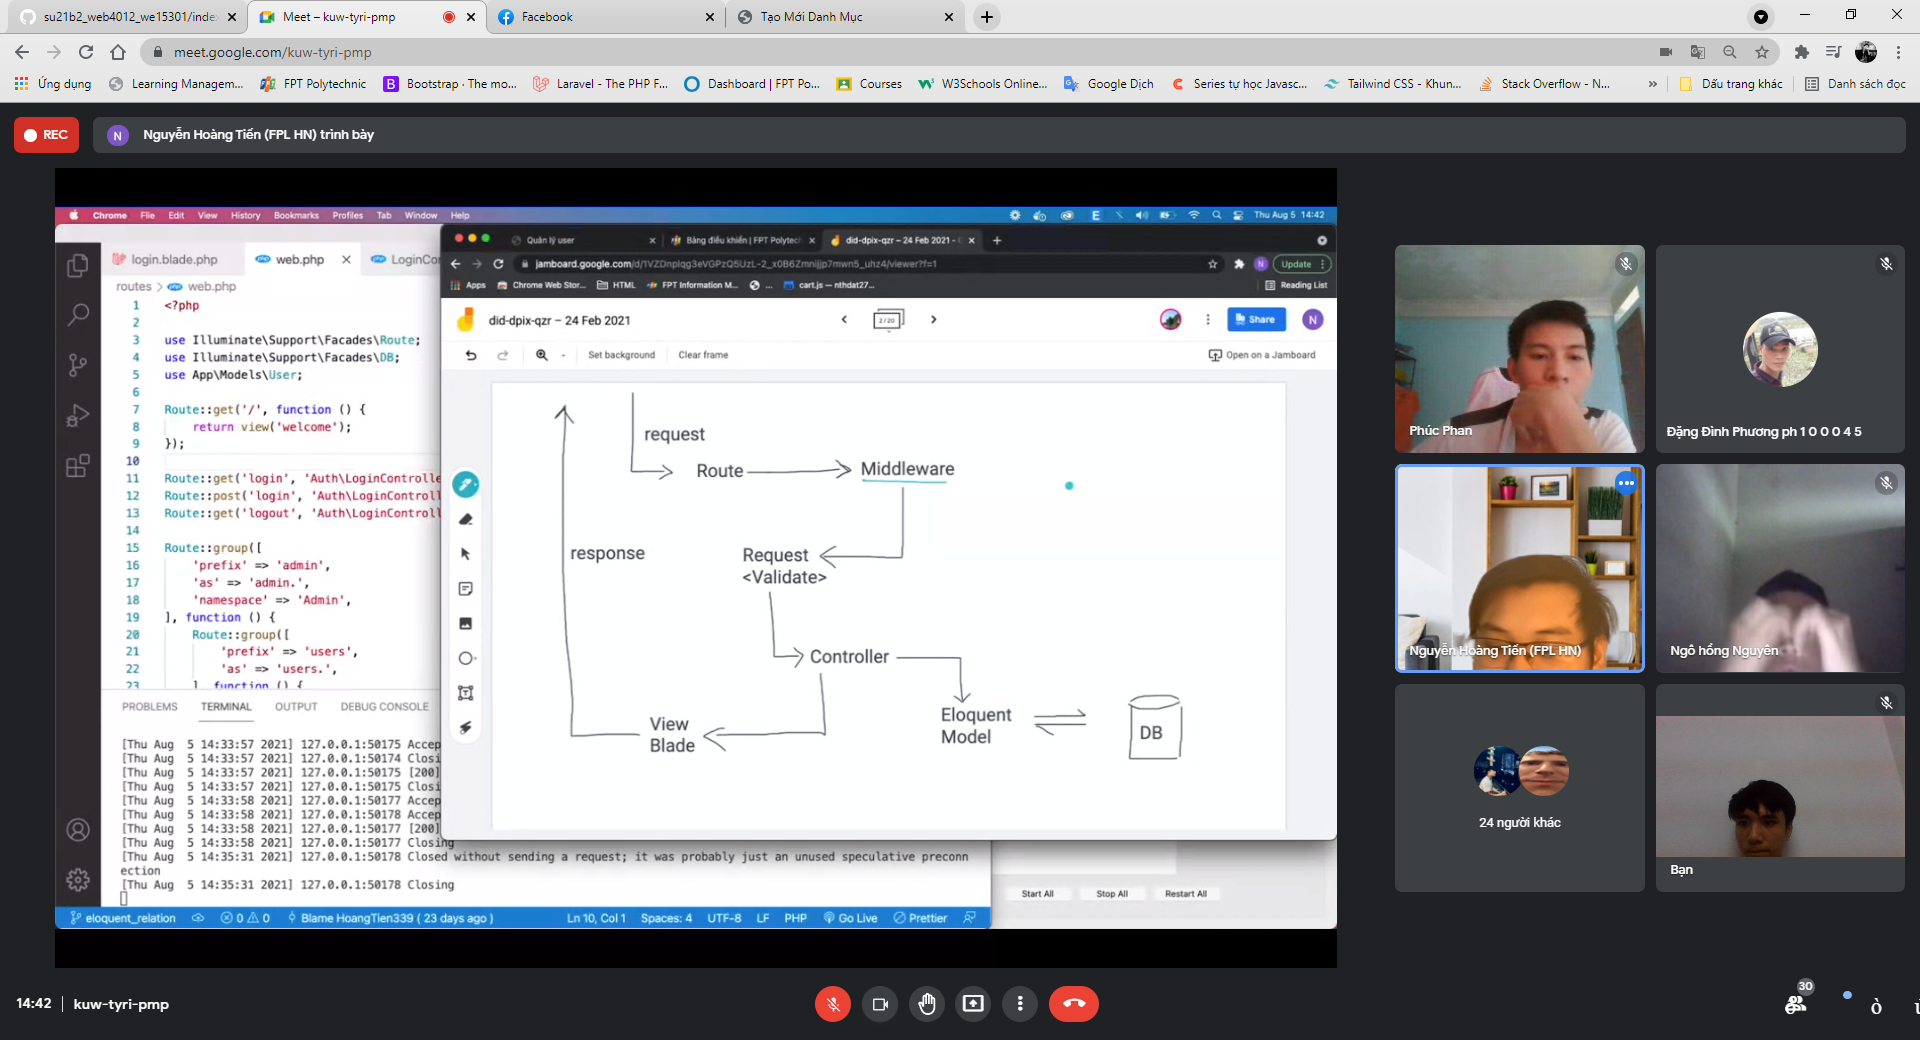 su21b2_web4012_we15301/inde
Meet – kuw-tyri-pmp
Facebook
Tạo Mới Danh Mục
meet.google.com/kuw-tyri-pmp
Ứng dụng
Learning Managem...
FPT Polytechnic
Bootstrap · The mo...
Laravel - The PHP F...
Dashboard | FPT Po...
Courses
W3Schools Online...
Google Dịch
Series tự học Javasc...
Tailwind CSS - Khun...
Stack Overflow - N...
Dấu trang khác
Danh sách đọc
REC
N
Nguyễn Hoàng Tiến (FPL HN) trình bày
Chrome File Edit View History Bookmarks Profiles Tab Window Help
Thu Aug 5 14:42
login.blade.php
web.php
LoginCo
routes > web.php
1 <?php
2
3 use Illuminate\Support\Facades\Route;
4 use Illuminate\Support\Facades\DB;
5 use App\Models\User;
6
7 Route::get('/', function () {
8 return view('welcome');
9 });
10
11 Route::get('login', 'Auth\LoginControlle
12 Route::post('login', 'Auth\LoginControll
13 Route::get('logout', 'Auth\LoginControll
14
15 Route::group([
16 'prefix' => 'admin',
17 'as' => 'admin.',
18 'namespace' => 'Admin',
19 ], function () {
20 Route::group([
21 'prefix' => 'users',
22 'as' => 'users.',
23 ], function () {
PROBLEMS TERMINAL OUTPUT DEBUG CONSOLE
[Thu Aug 5 14:33:57 2021] 127.0.0.1:50175 Accep
[Thu Aug 5 14:33:57 2021] 127.0.0.1:50174 Closi
[Thu Aug 5 14:33:57 2021] 127.0.0.1:50175 [200]
[Thu Aug 5 14:33:57 2021] 127.0.0.1:50175 Closi
[Thu Aug 5 14:33:58 2021] 127.0.0.1:50177 Accep
[Thu Aug 5 14:33:58 2021] 127.0.0.1:50178 Accep
[Thu Aug 5 14:33:58 2021] 127.0.0.1:50177 [200]
[Thu Aug 5 14:33:58 2021] 127.0.0.1:50177 Closing
[Thu Aug 5 14:35:31 2021] 127.0.0.1:50178 Closed without sending a request; it was probably just an unused speculative preconn
ection
[Thu Aug 5 14:35:31 2021] 127.0.0.1:50178 Closing
eloquent_relation
0 0
Blame HoangTien339 ( 23 days ago )
Ln 10, Col 1
Spaces: 4
UTF-8
LF
PHP
Go Live
Prettier
Quản lý user
Bảng điều khiển | FPT Polytec
did-dpix-qzr – 24 Feb 2021 -
Update
Apps
Chrome Web Stor...
HTML
FPT Information M...
...
cart.js — nthdat27...
Reading List
did-dpix-qzr – 24 Feb 2021
2 / 20
Share
N
Set background
Clear frame
Open on a Jamboard
request
Route
Middleware
response
Request
<Validate>
Controller
View
Blade
Eloquent
Model
DB
Start All
Stop All
Restart All
Phúc Phan
Đặng Đình Phương ph 1 0 0 0 4 5
Nguyễn Hoàng Tiến (FPL HN)
Ngô hồng Nguyên
24 người khác
Bạn
14:42 | kuw-tyri-pmp
30
ò